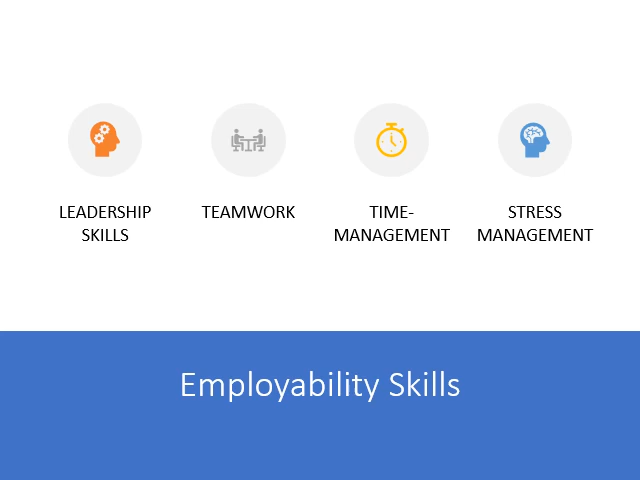 LEADERSHIP
SKILLS
TEAMWORK
TIME-
MANAGEMENT
STRESS
MANAGEMENT
Employability Skills